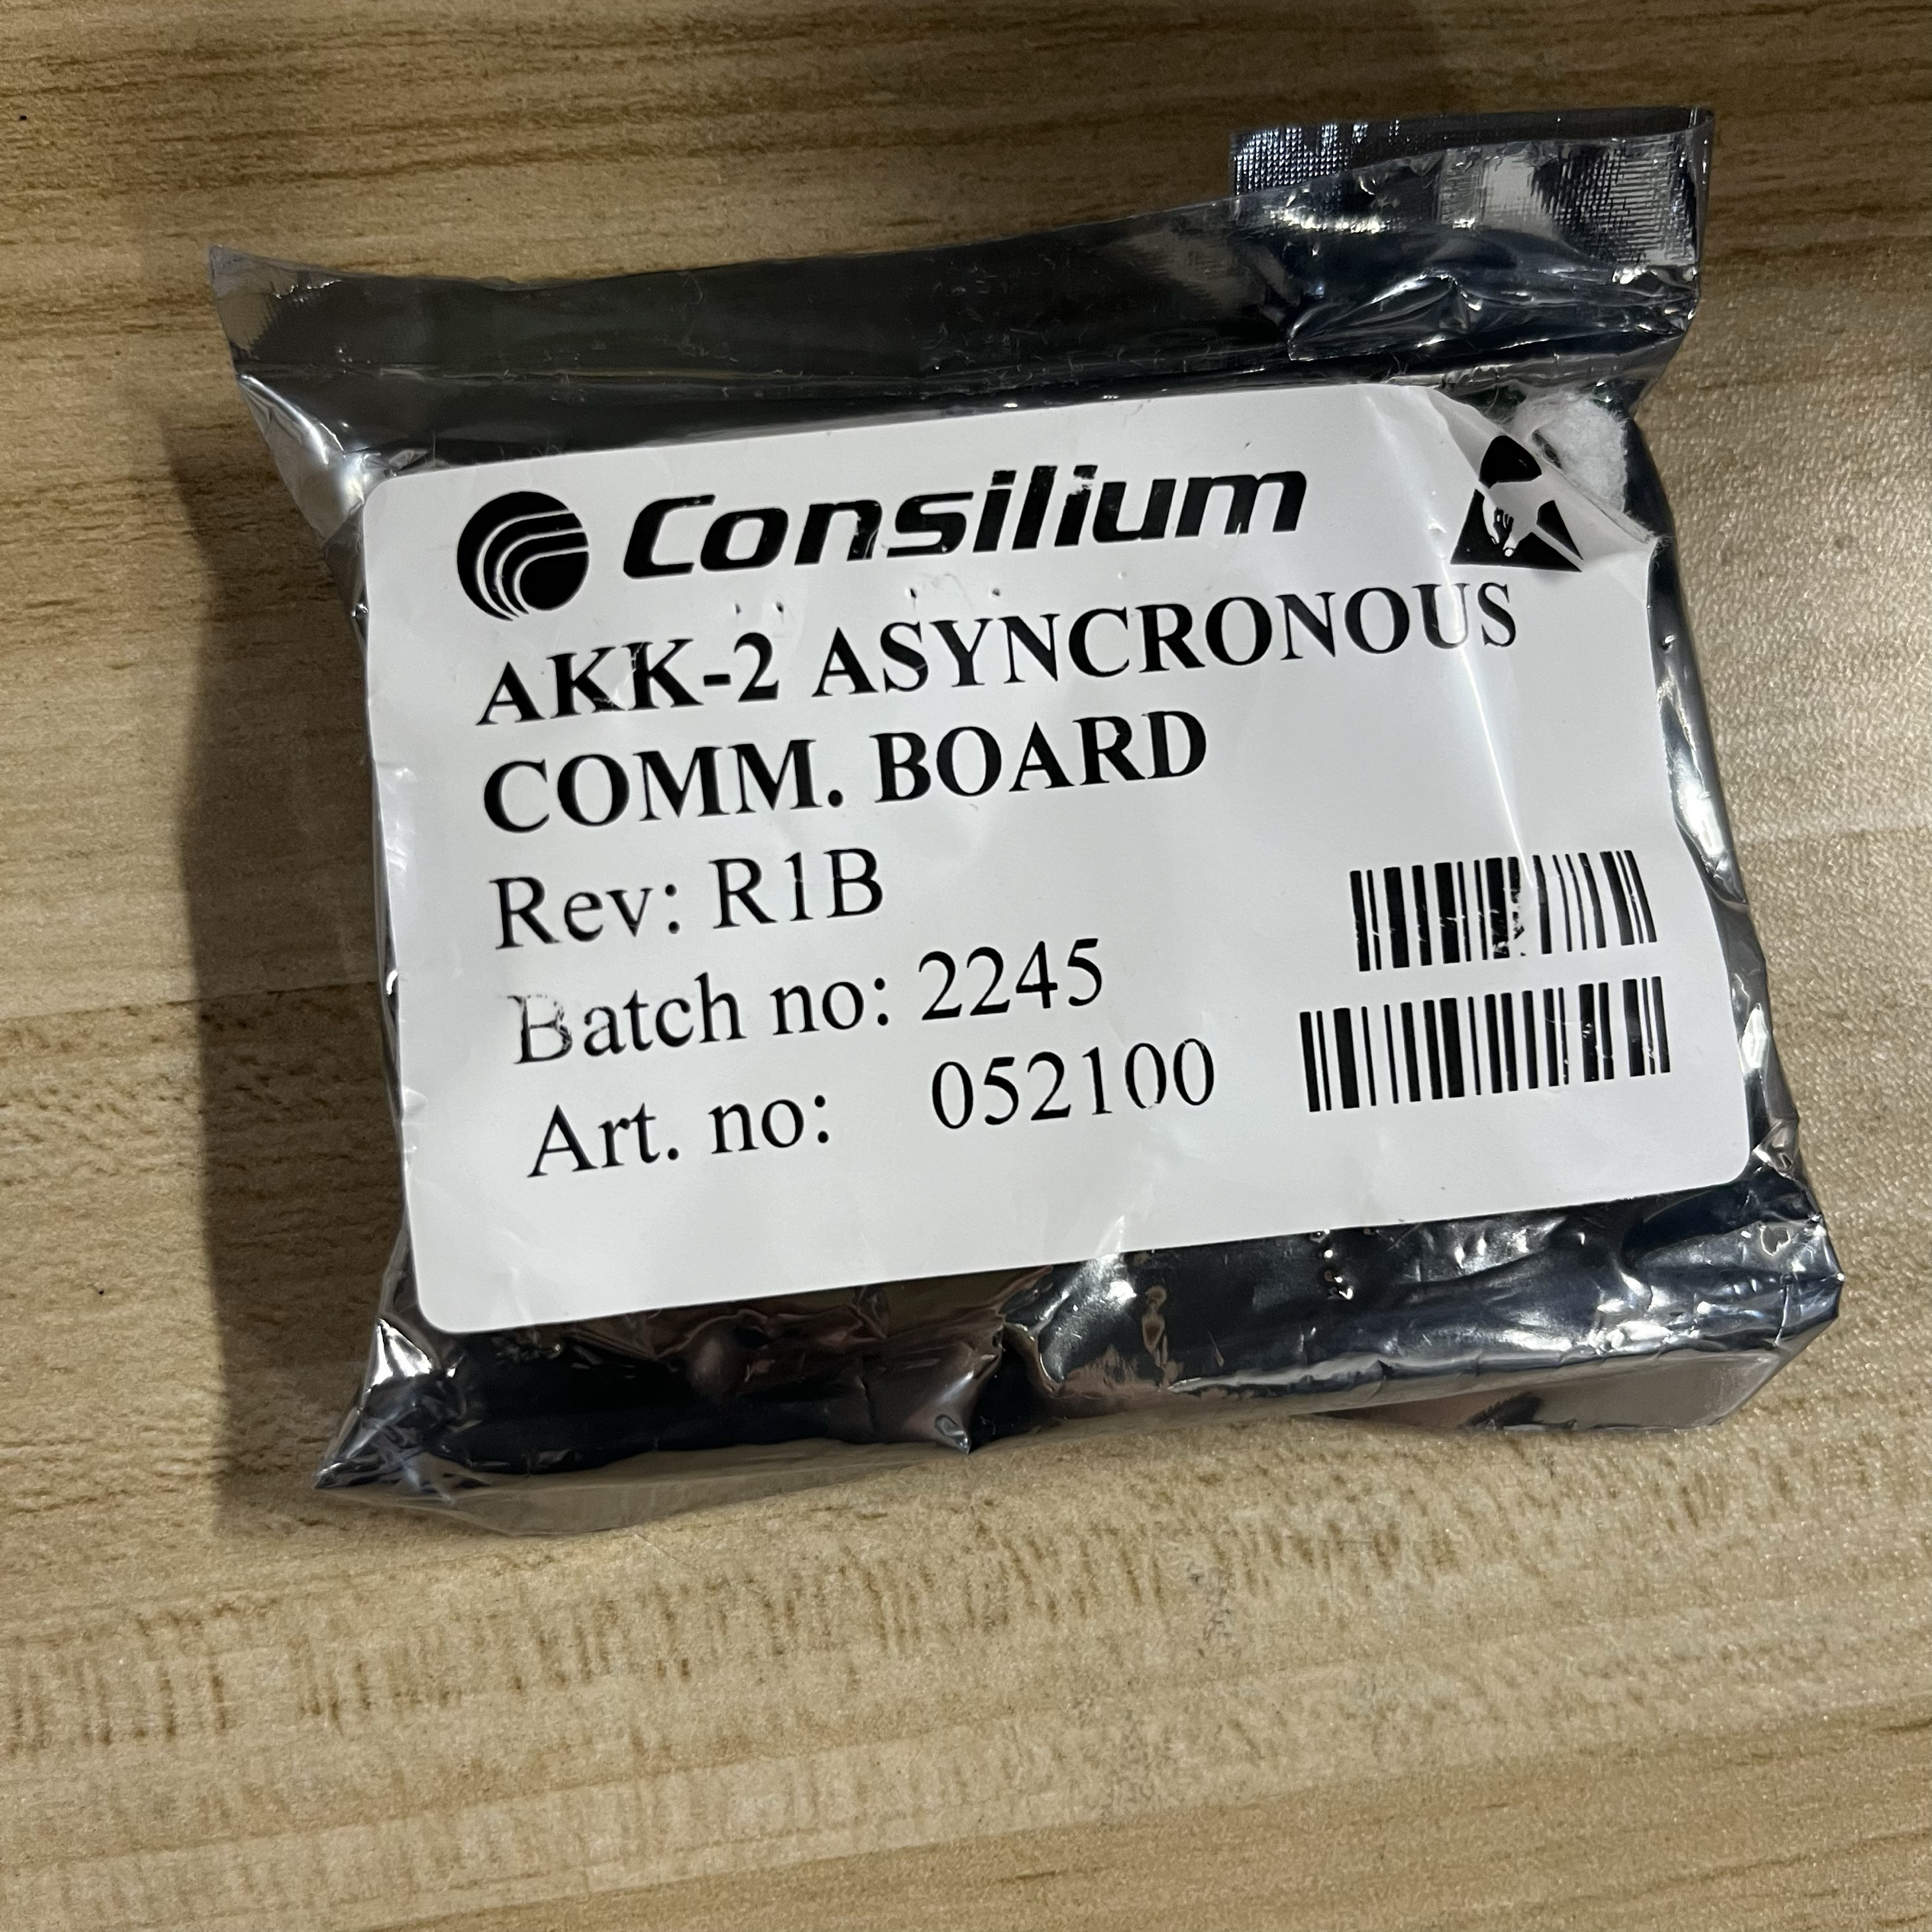 Consilium
AKK-2 ASYNCRONOUS
COMM. BOARD
Rev: R1B
Batch no: 2245
Art. no: 052100